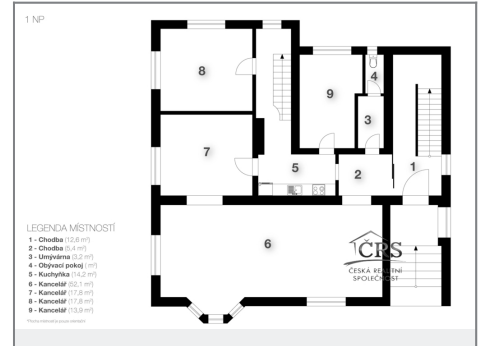 1 NP
8
9
4
3
7
5
2
1
6
ČRS
ČESKÁ REALITNÍ
SPOLEČNOST
LEGENDA MÍSTNOSTÍ
1 - Chodba (12,6 m²)
2 - Chodba (5,4 m²)
3 - Umývárna (3,2 m²)
4 - Obývací pokoj ( m²)
5 - Kuchyňka (14,2 m²)
6 - Kancelář (52,1 m²)
7 - Kancelář (17,8 m²)
8 - Kancelář (17,8 m²)
9 - Kancelář (13,9 m²)